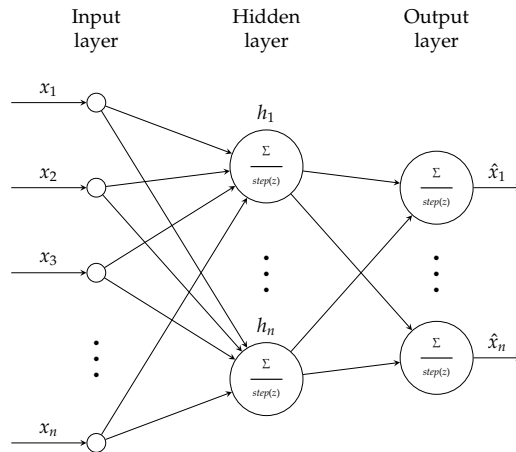 Input layer
Hidden layer
Output layer
x₁
x₂
x₃
xₙ
h₁
Σ
step(z)
hₙ
Σ
step(z)
Σ
step(z)
x̂₁
Σ
step(z)
x̂ₙ